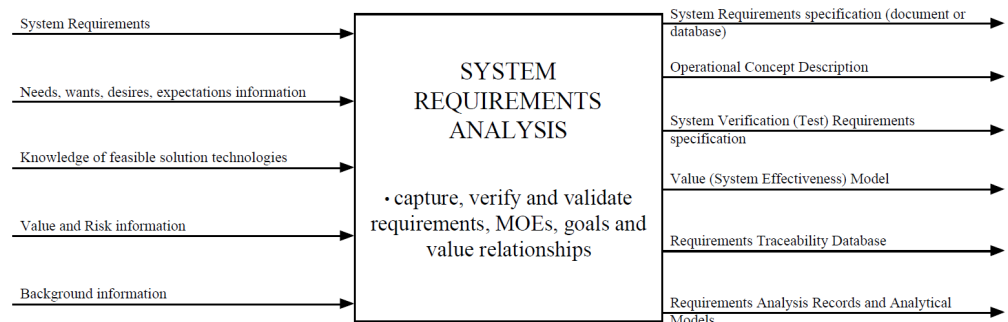 System Requirements
Needs, wants, desires, expectations information
Knowledge of feasible solution technologies
Value and Risk information
Background information
SYSTEM
REQUIREMENTS
ANALYSIS
• capture, verify and validate
requirements, MOEs, goals and
value relationships
System Requirements specification (document or
database)
Operational Concept Description
System Verification (Test) Requirements
specification
Value (System Effectiveness) Model
Requirements Traceability Database
Requirements Analysis Records and Analytical
Models